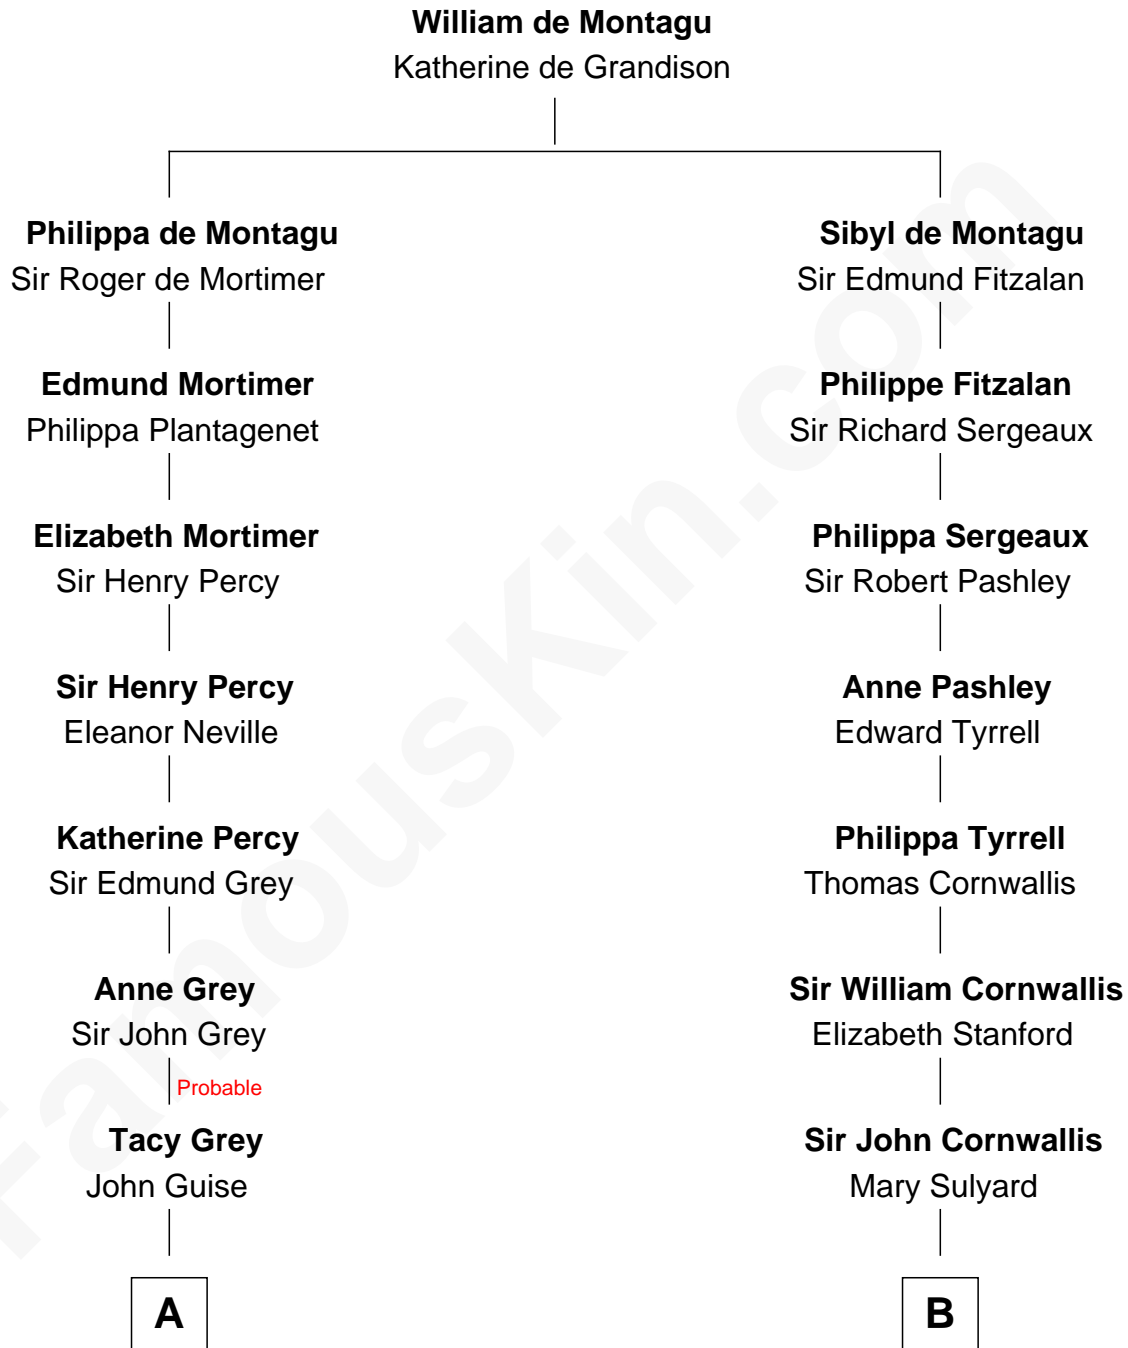 William de Montagu
Katherine de Grandison
Philippa de Montagu
Sir Roger de Mortimer
Sibyl de Montagu
Sir Edmund Fitzalan
Edmund Mortimer
Philippa Plantagenet
Philippe Fitzalan
Sir Richard Sergeaux
Elizabeth Mortimer
Sir Henry Percy
Philippa Sergeaux
Sir Robert Pashley
Sir Henry Percy
Eleanor Neville
Anne Pashley
Edward Tyrrell
Katherine Percy
Sir Edmund Grey
Philippa Tyrrell
Thomas Cornwallis
Anne Grey
Sir John Grey
Sir William Cornwallis
Elizabeth Stanford
Probable
Tacy Grey
John Guise
Sir John Cornwallis
Mary Sulyard
A
B
FamousKin.com